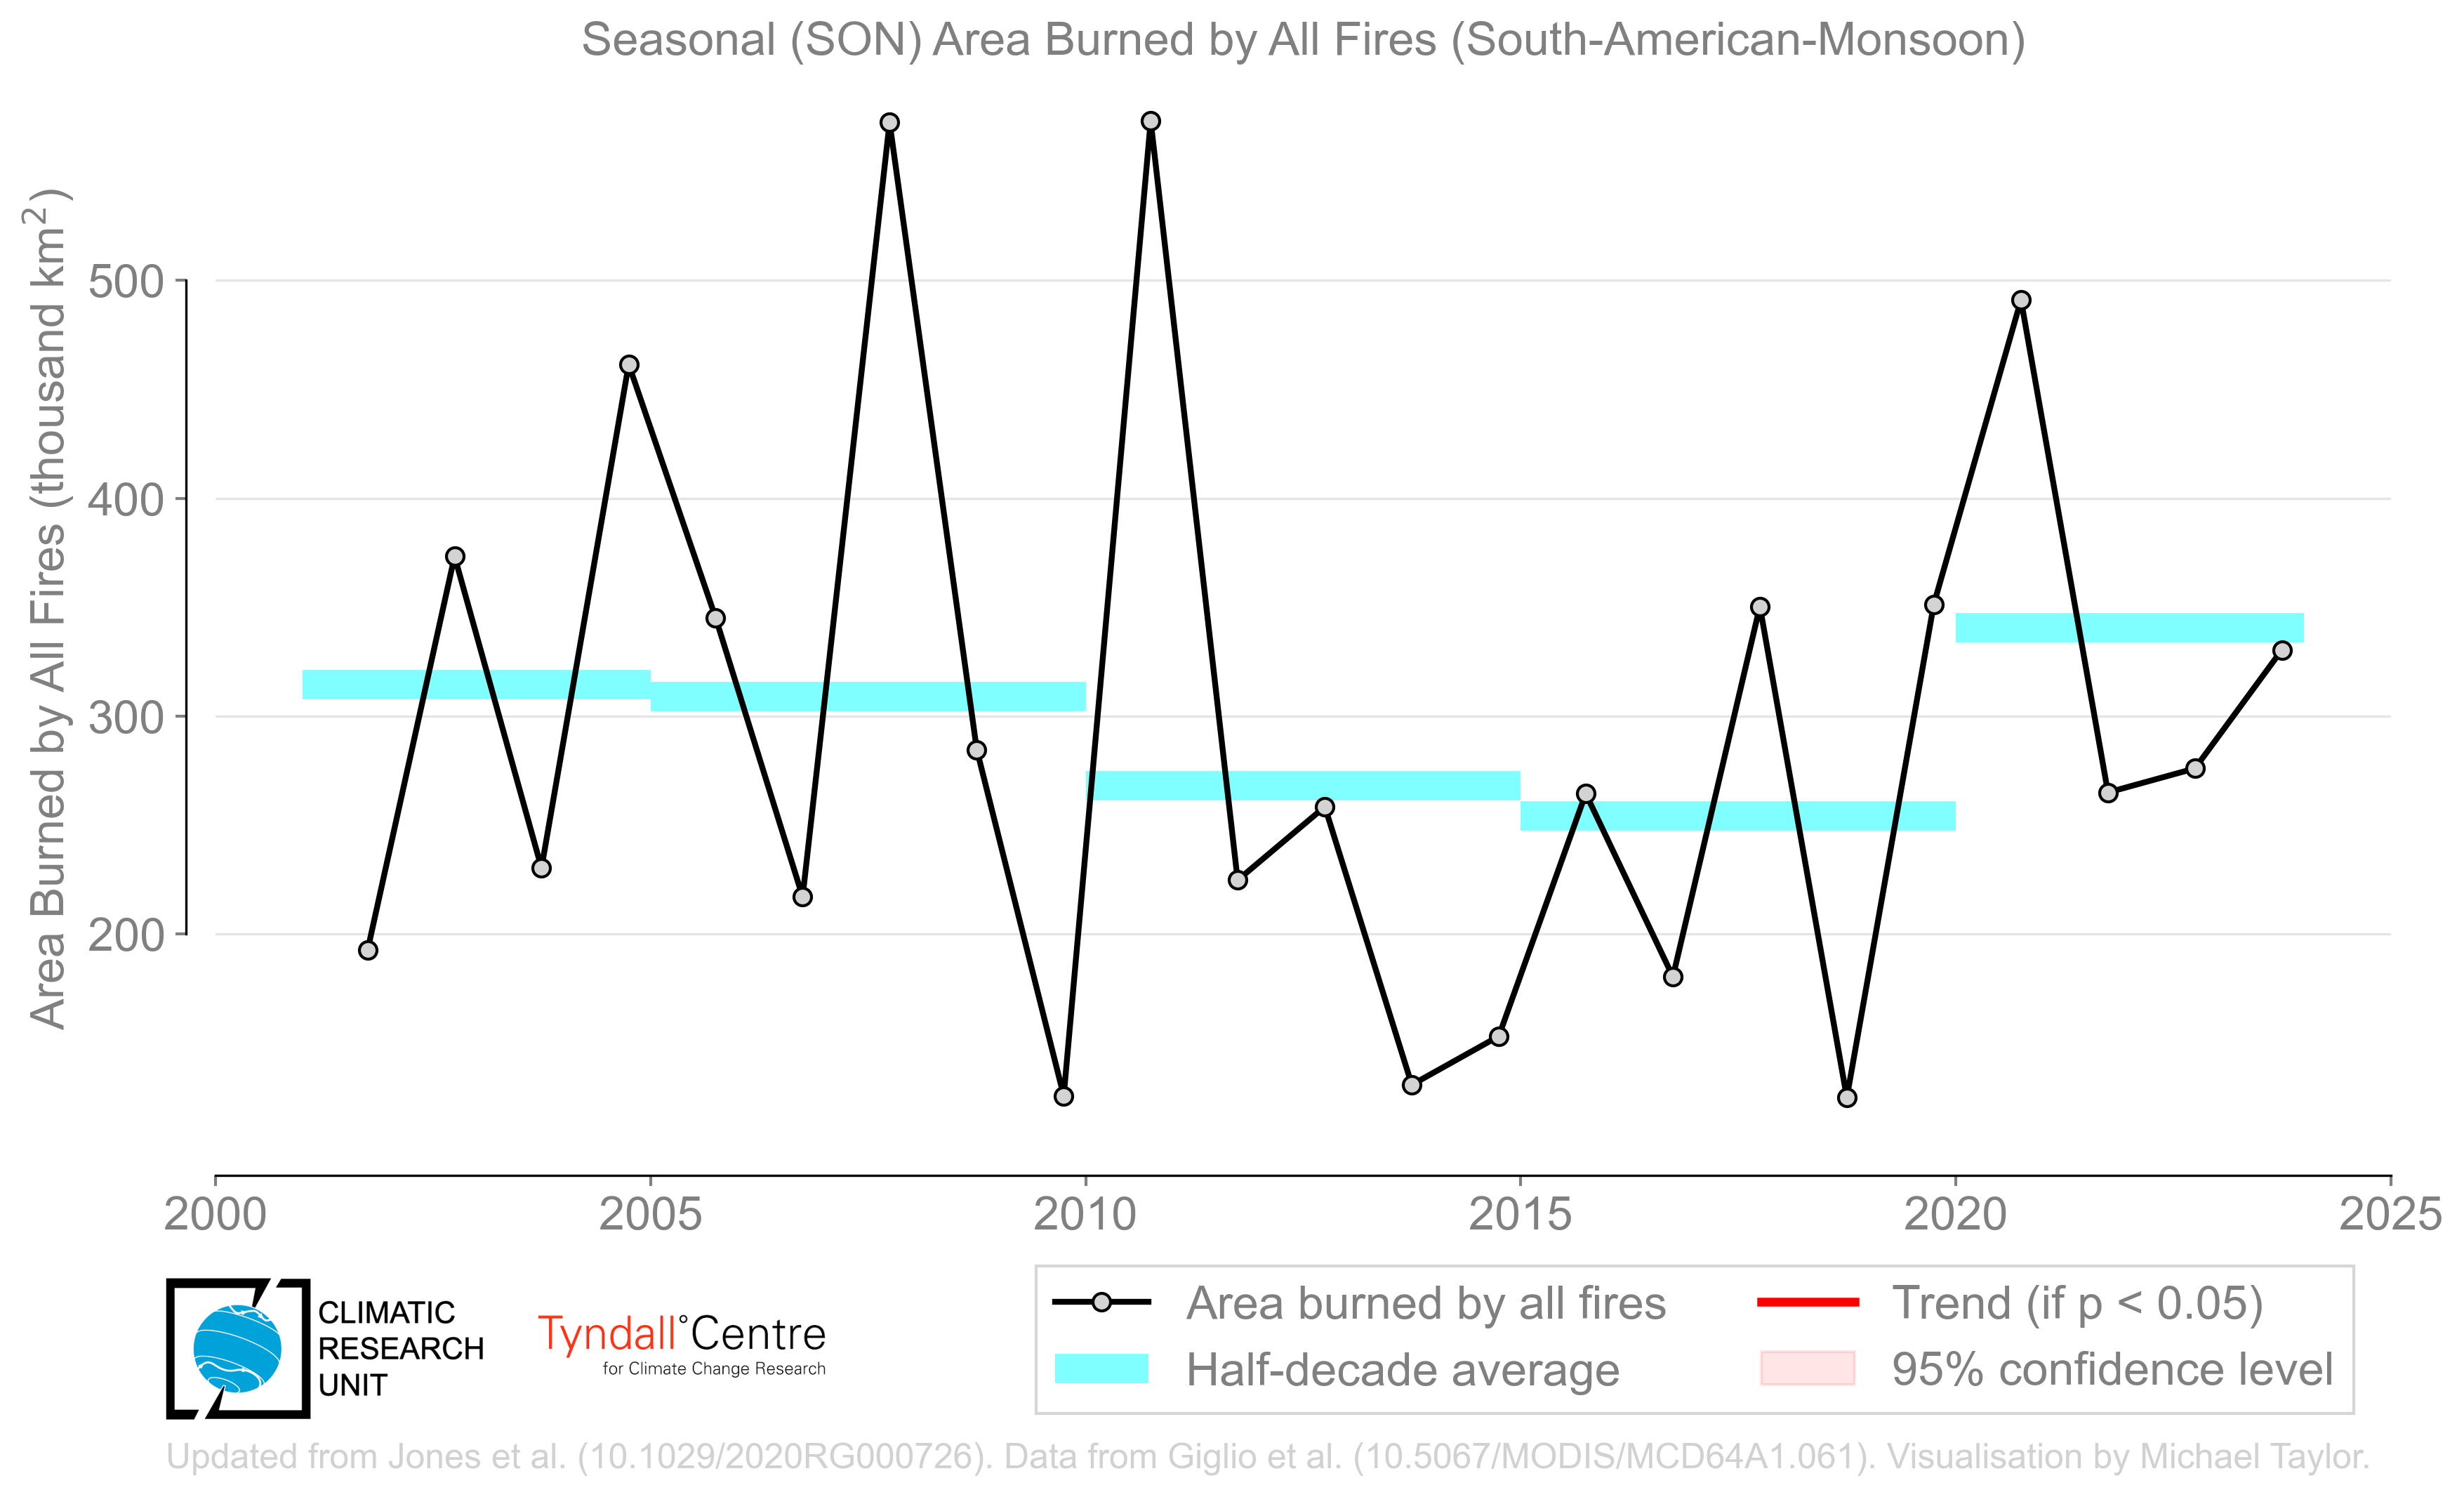 Seasonal (SON) Area Burned by All Fires (South-American-Monsoon)
Area Burned by All Fires (thousand km²)
500
400
300
200
2000 2005 2010 2015 2020 2025
Area burned by all fires
Half-decade average
Trend (if p < 0.05)
95% confidence level
CLIMATIC
RESEARCH
UNIT
Tyndall°Centre
for Climate Change Research
Updated from Jones et al. (10.1029/2020RG000726). Data from Giglio et al. (10.5067/MODIS/MCD64A1.061). Visualisation by Michael Taylor.